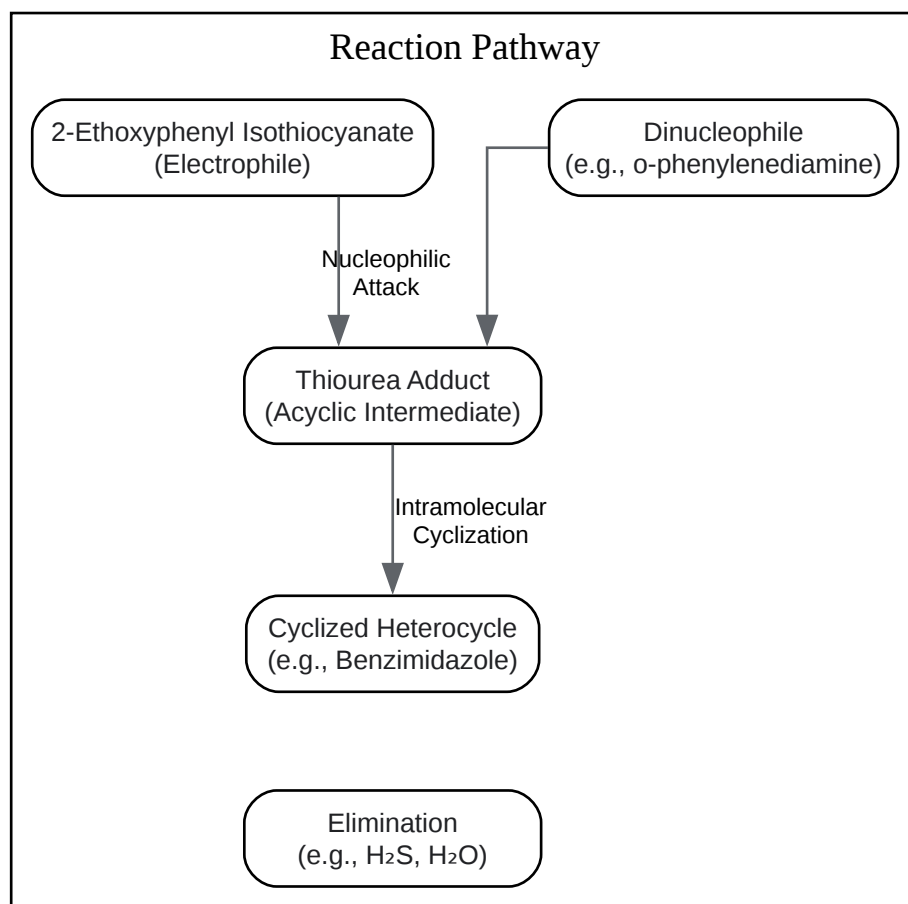 Reaction Pathway
2-Ethoxyphenyl Isothiocyanate
(Electrophile)
Dinucleophile
(e.g., o-phenylenediamine)
Nucleophilic
Attack
Thiourea Adduct
(Acyclic Intermediate)
Intramolecular
Cyclization
Cyclized Heterocycle
(e.g., Benzimidazole)
Elimination
(e.g., H₂S, H₂O)